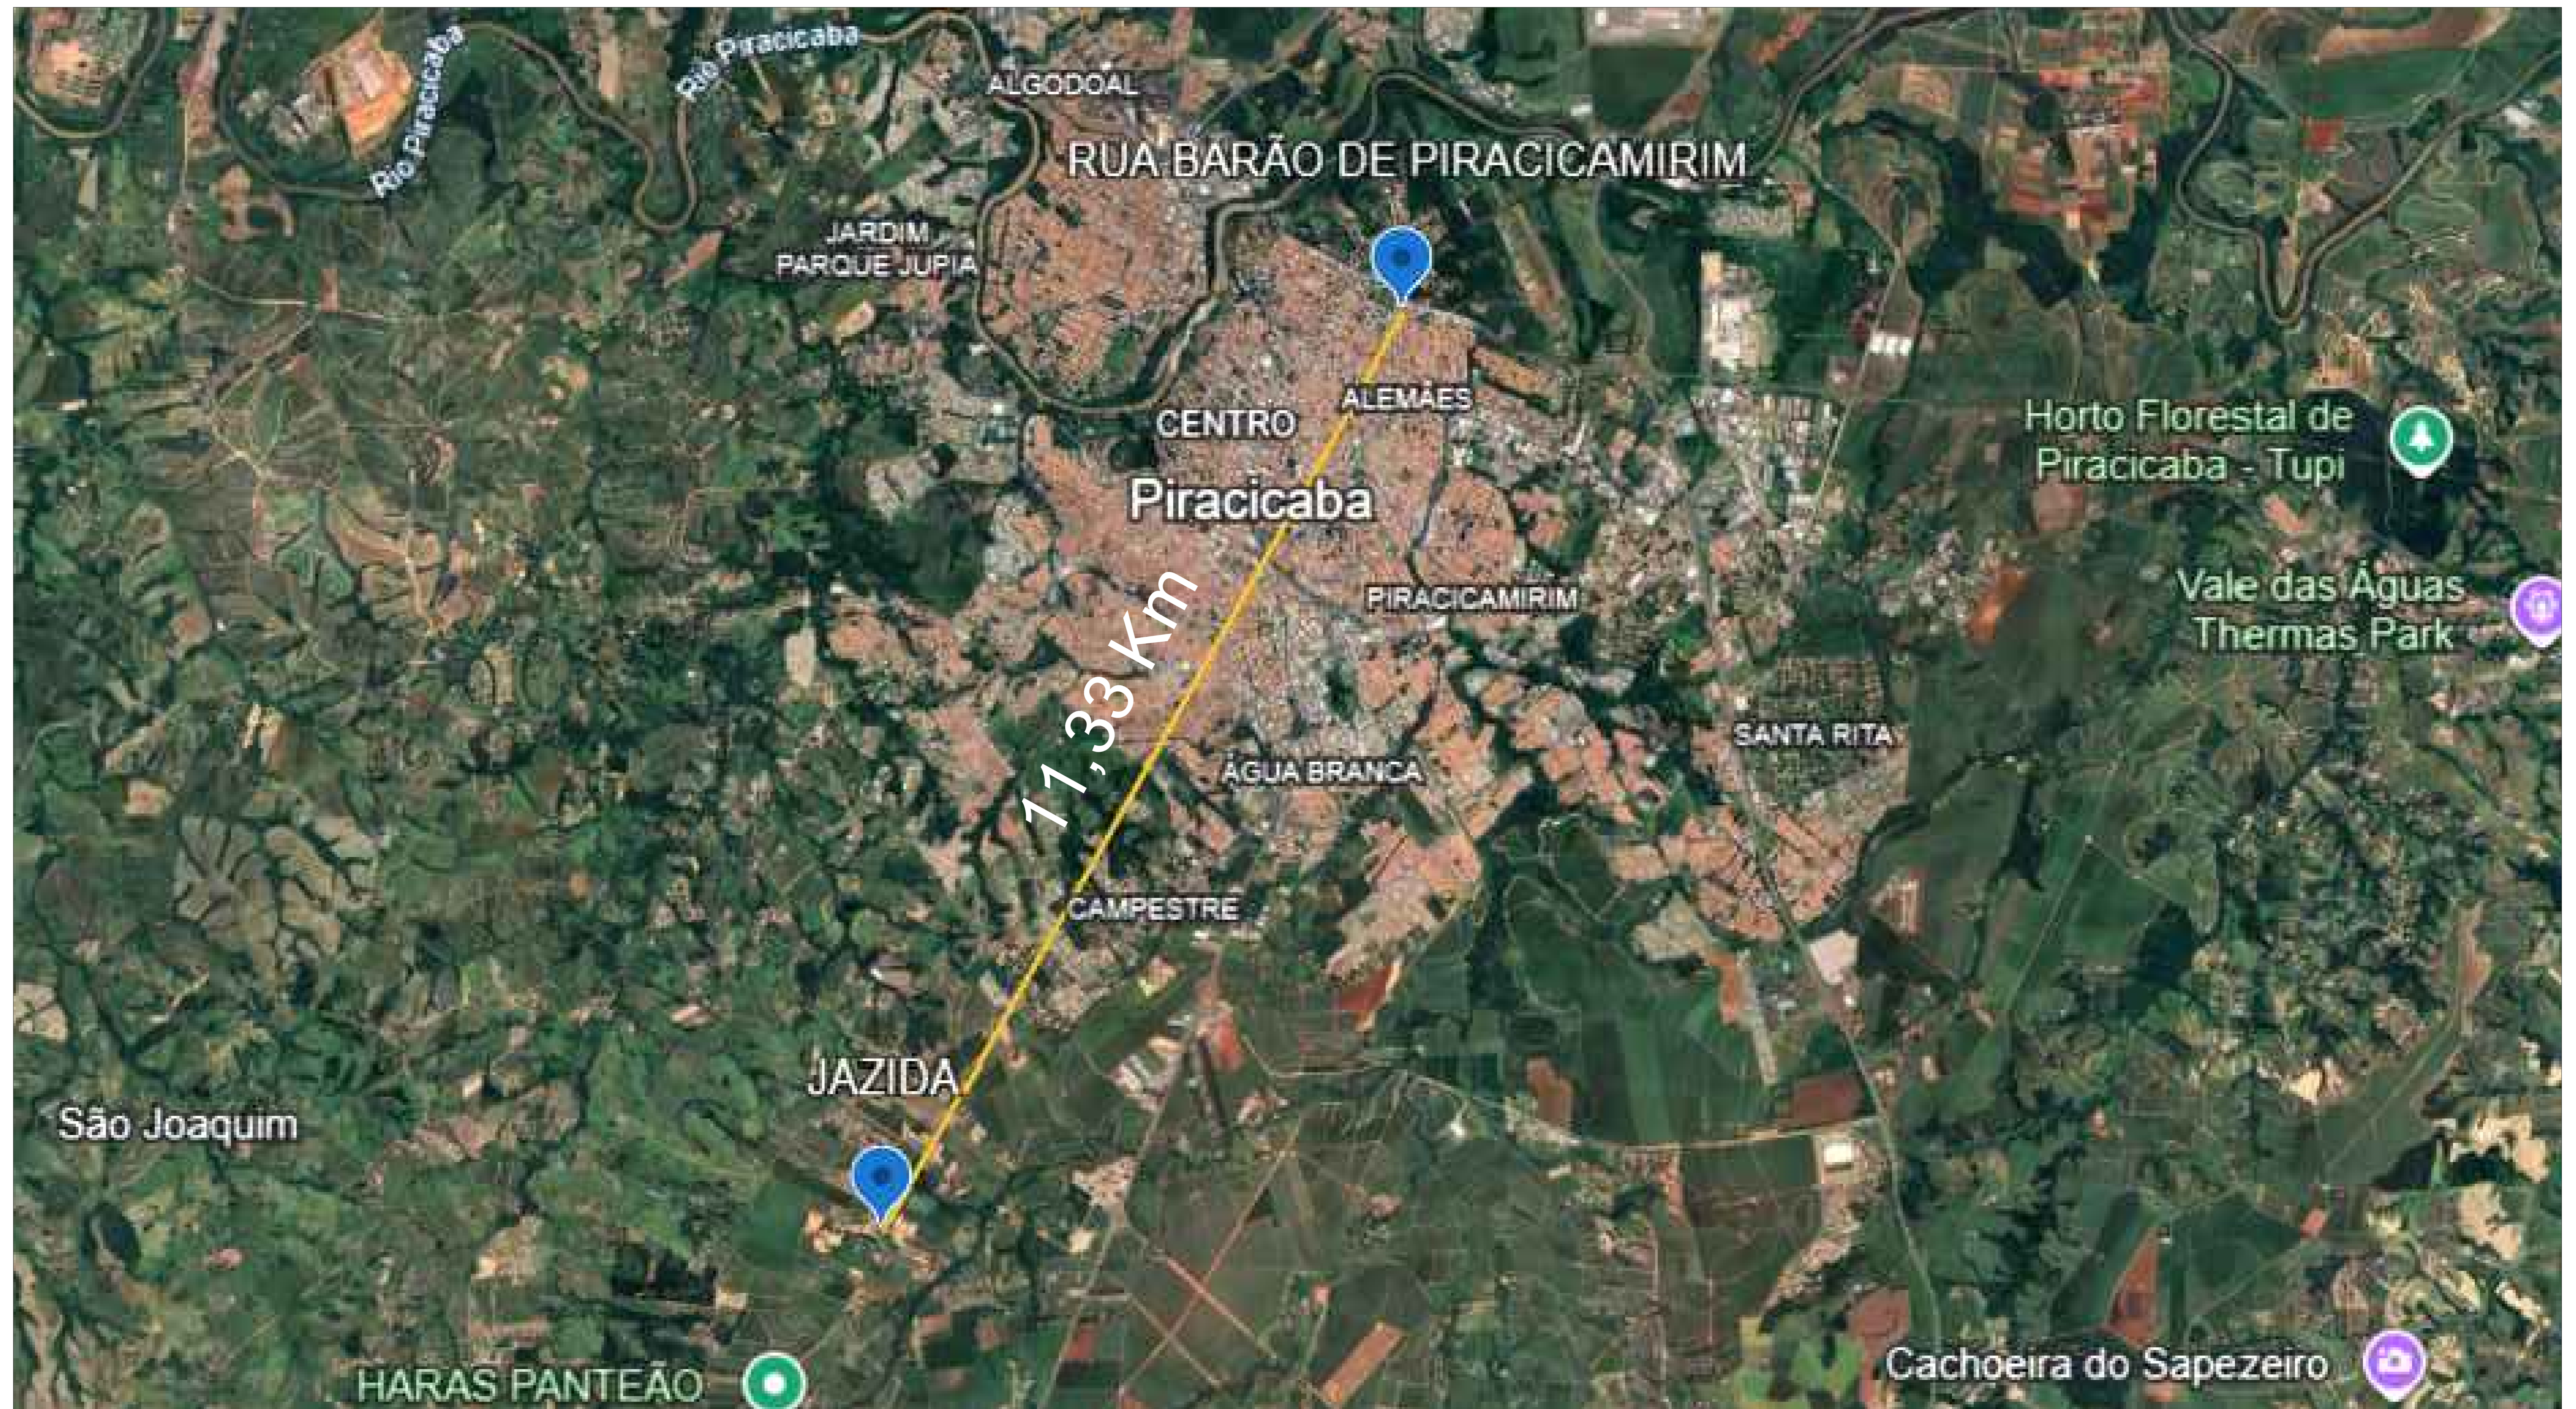 Rio Piracicaba
Rio Piracicaba
ALGODOAL
RUA BARÃO DE PIRACICAMIRIM
JARDIM
PARQUE JUPIA
ALEMÃES
CENTRO
Horto Florestal de
Piracicaba - Tupi
Piracicaba
PIRACICAMIRIM
Vale das Águas
Thermas Park
11,33 Km
SANTA RITA
ÁGUA BRANCA
CAMPESTRE
JAZIDA
São Joaquim
HARAS PANTEÃO
Cachoeira do Sapezeiro